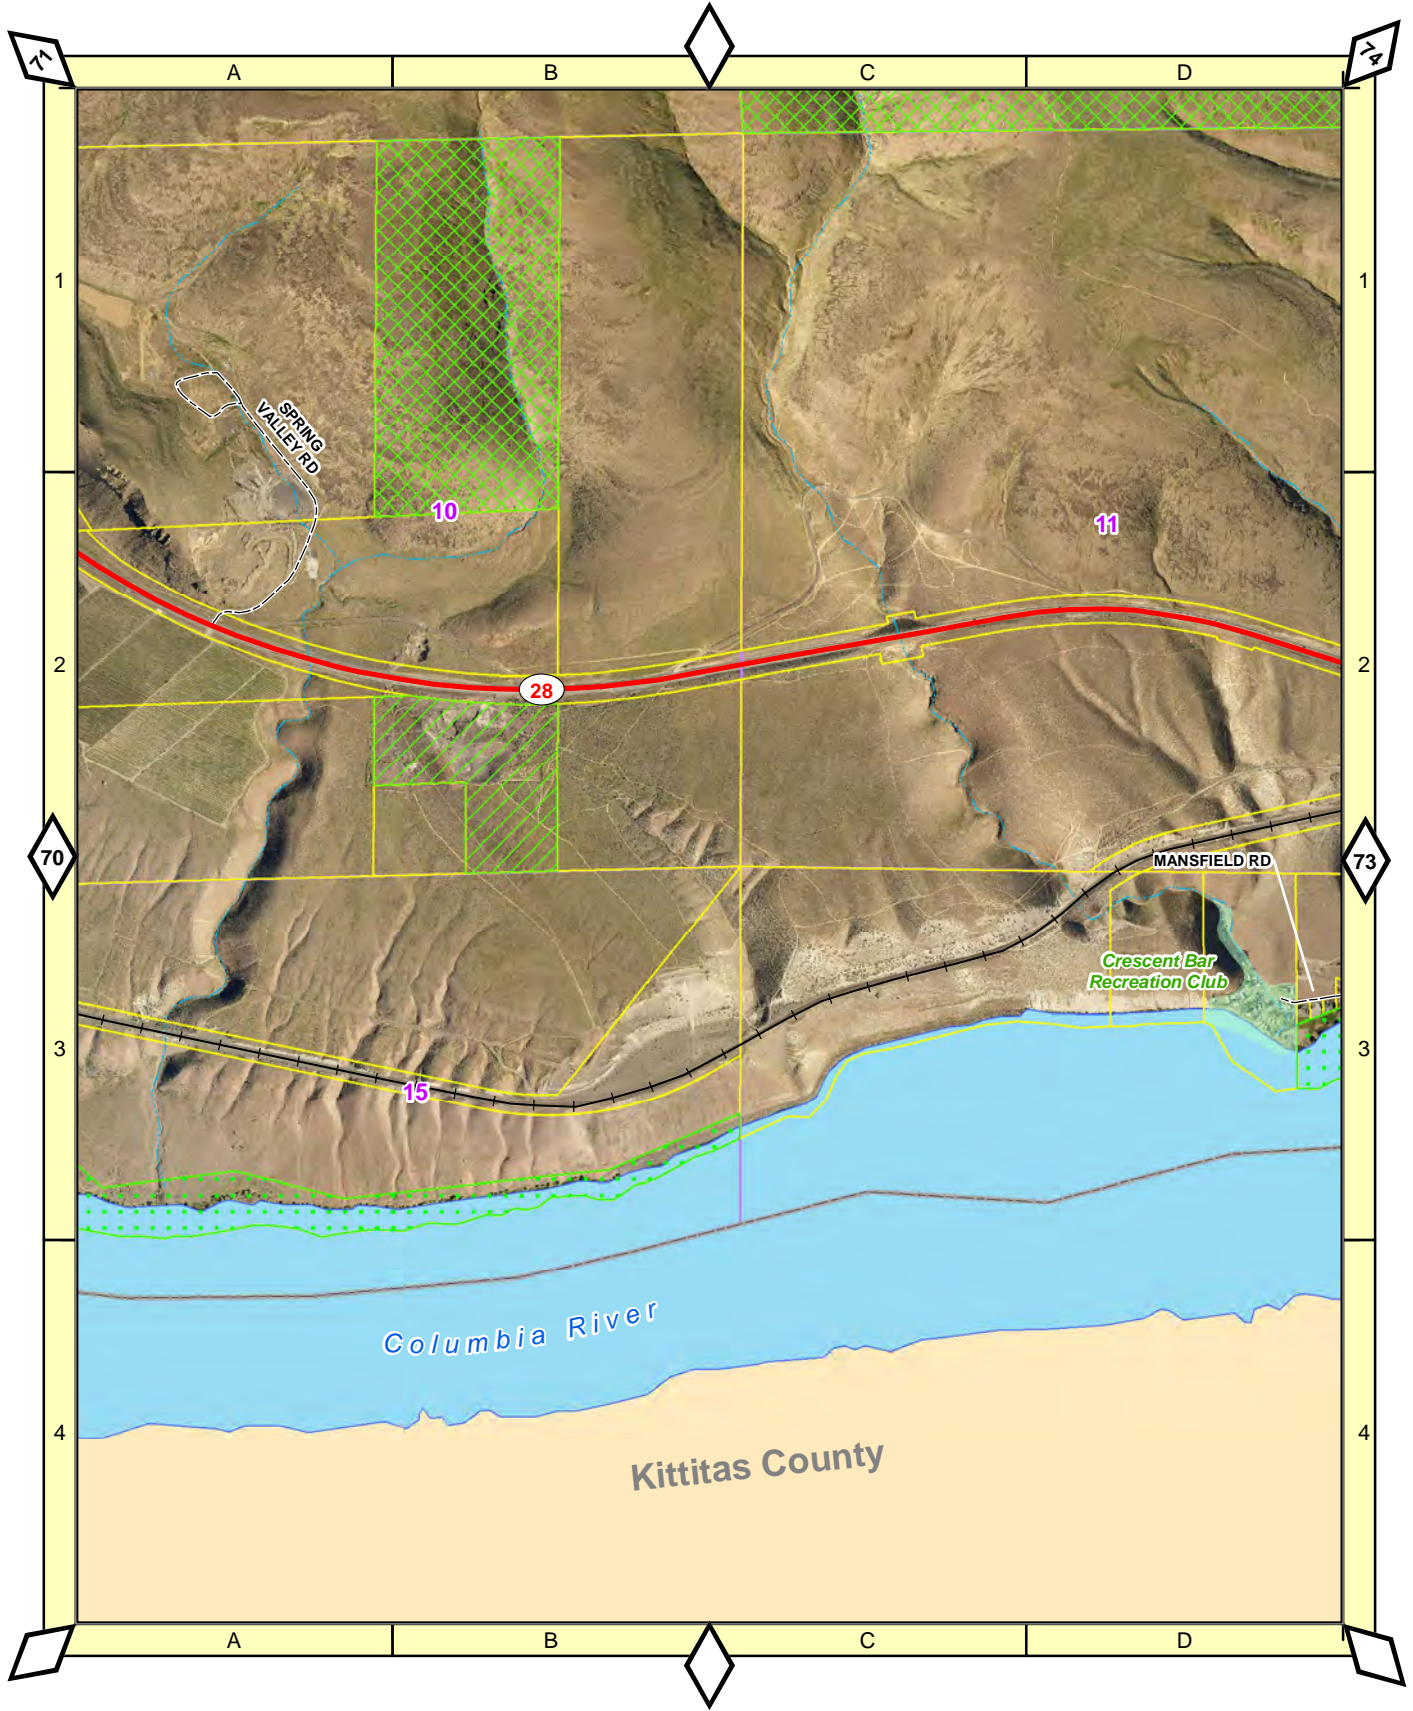 71
74
A
B
C
D
1
1
SPRING
VALLEY RD
10
11
2
2
28
70
MANSFIELD RD
73
Crescent Bar
Recreation Club
3
3
15
Columbia River
4
4
Kittitas County
A
B
C
D